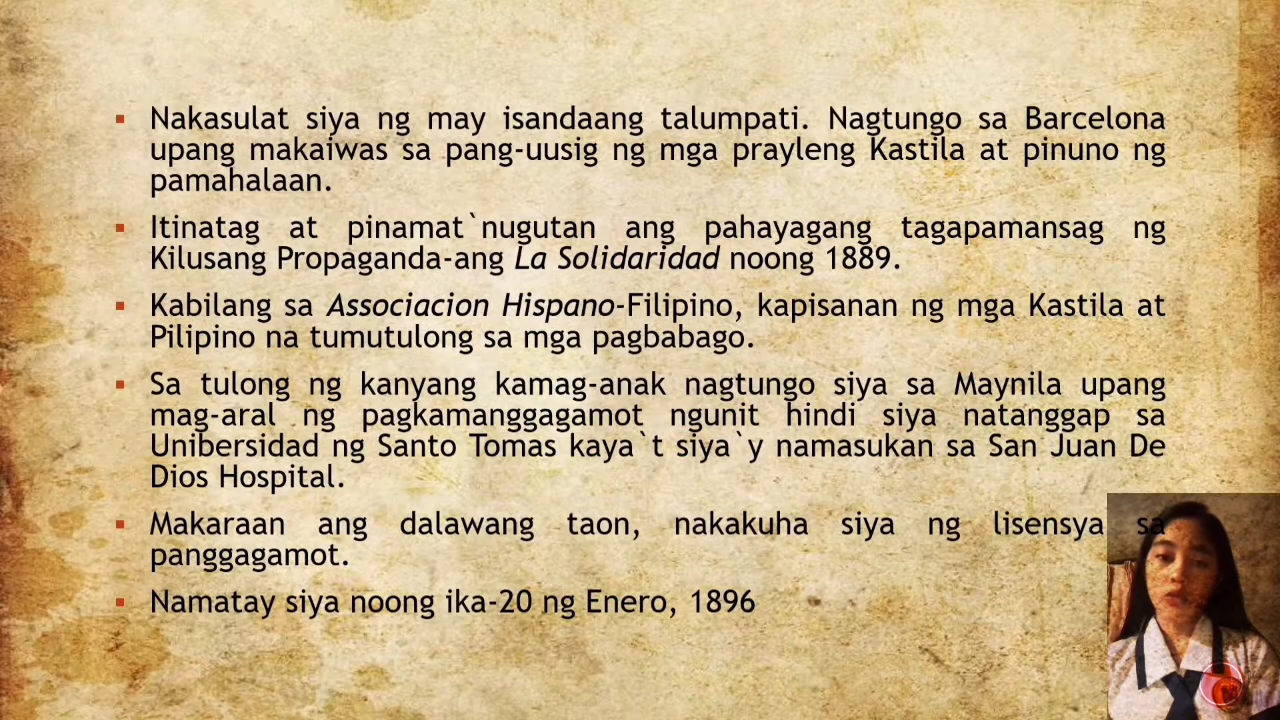 Nakasulat siya ng may isandaang talumpati. Nagtungo sa Barcelona
upang makaiwas sa pang-uusig ng mga prayleng Kastila at pinuno ng
pamahalaan.
Itinatag at pinamat`nugutan ang pahayagang tagapamansag ng
Kilusang Propaganda-ang La Solidaridad noong 1889.
Kabilang sa Associacion Hispano-Filipino, kapisanan ng mga Kastila at
Pilipino na tumutulong sa mga pagbabago.
Sa tulong ng kanyang kamag-anak nagtungo siya sa Maynila upang
mag-aral ng pagkamanggagamot ngunit hindi siya natanggap sa
Unibersidad ng Santo Tomas kaya`t siya`y namasukan sa San Juan De
Dios Hospital.
Makaraan ang dalawang taon, nakakuha siya ng lisensya sa
panggagamot.
Namatay siya noong ika-20 ng Enero, 1896